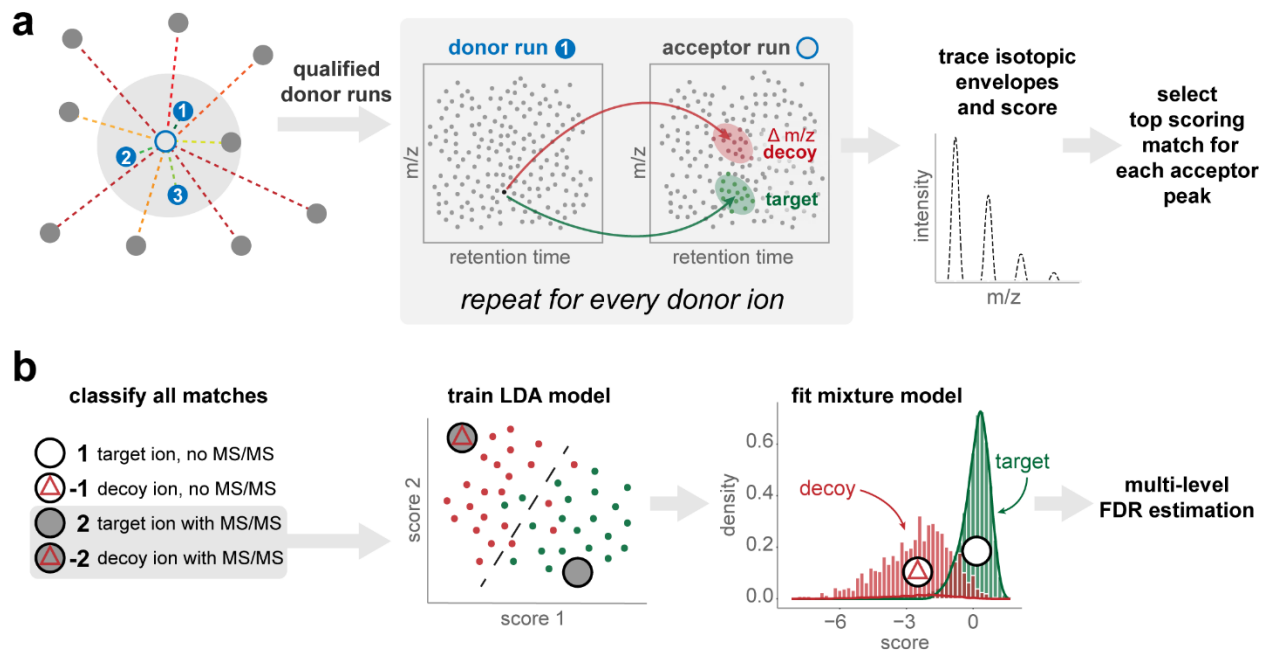 a
1
2
3
qualified
donor runs
donor run 1
acceptor run
m/z
retention time
m/z
Δ m/z
decoy
target
retention time
repeat for every donor ion
trace isotopic
envelopes
and score
intensity
m/z
select
top scoring
match for
each acceptor
peak
b
classify all matches
1 target ion, no MS/MS
-1 decoy ion, no MS/MS
2 target ion with MS/MS
-2 decoy ion with MS/MS
train LDA model
score 2
score 1
fit mixture model
density
0.8
0.4
0.2
0.0
decoy
target
−6
−3
0
score
multi-level
FDR estimation